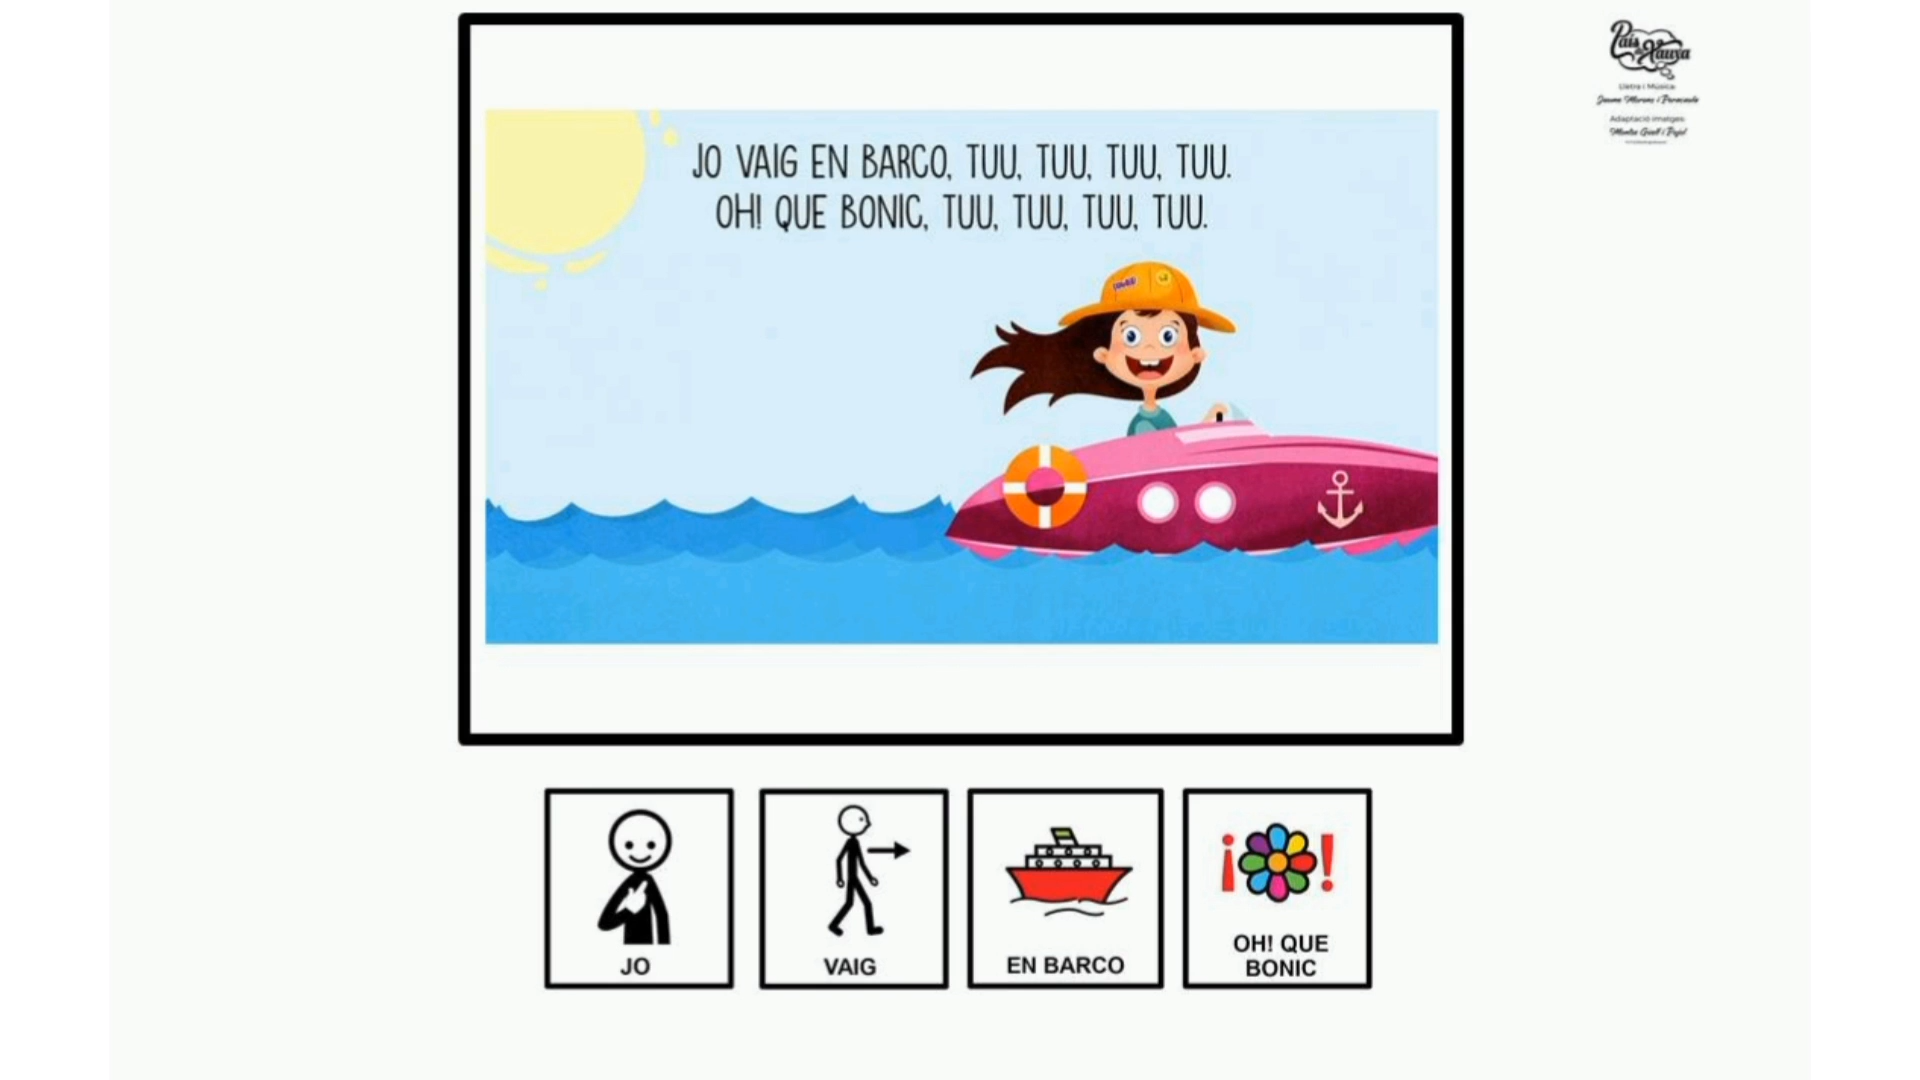 País
de Xauxa
Lletra i Música:
Adaptació imatges:
JO VAIG EN BARCO, TUU, TUU, TUU, TUU.
OH! QUE BONIC, TUU, TUU, TUU, TUU.
JO
VAIG
EN BARCO
¡ !
OH! QUE
BONIC